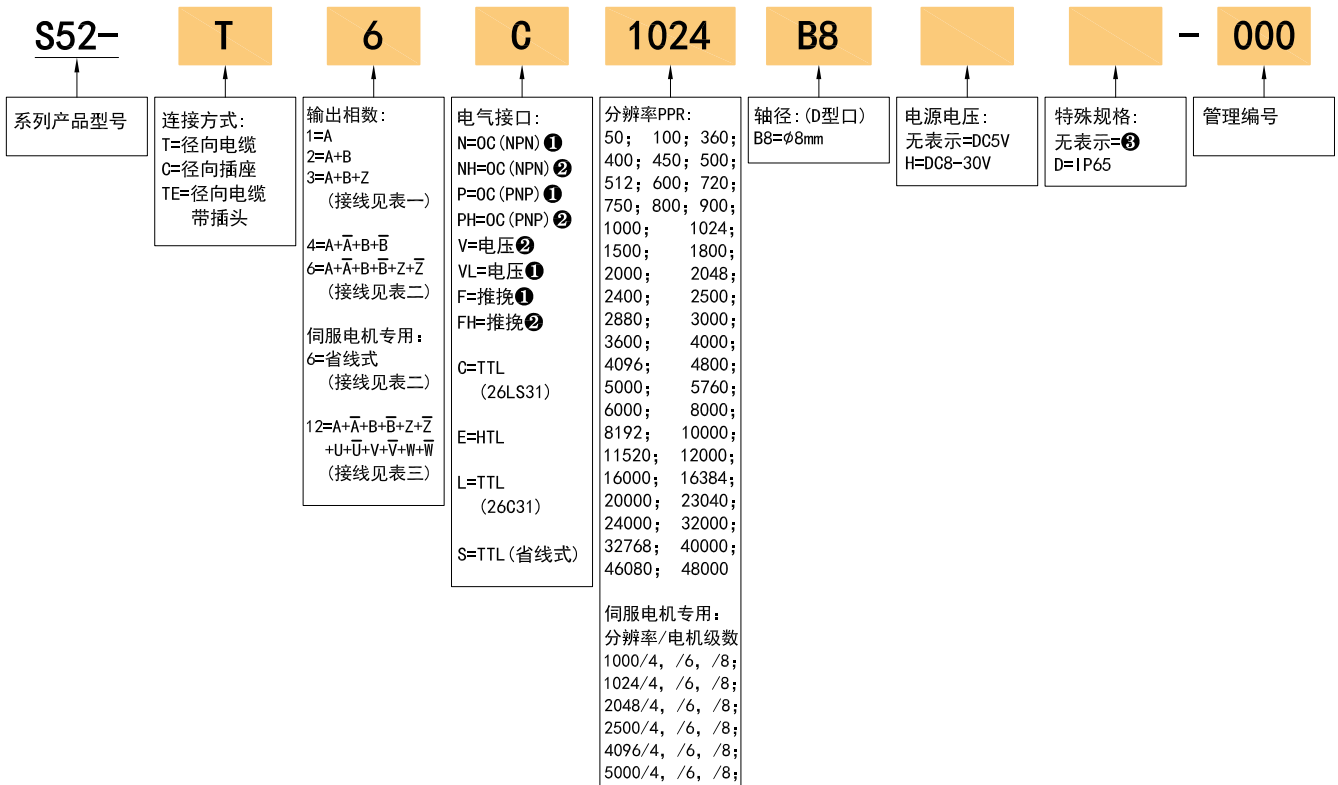 S52- T 6 C 1024 B8 - 000
系列产品型号
连接方式:
T=径向电缆
C=径向插座
TE=径向电缆
带插头
输出相数:
1=A
2=A+B
3=A+B+Z
(接线见表一)
4=A+A̅+B+B̅
6=A+A̅+B+B̅+Z+Z̅
(接线见表二)
伺服电机专用:
6=省线式
(接线见表二)
12=A+A̅+B+B̅+Z+Z̅
+U+U̅+V+V̅+W+W̅
(接线见表三)
电气接口:
N=OC(NPN)❶
NH=OC(NPN)❷
P=OC(PNP)❶
PH=OC(PNP)❷
V=电压❷
VL=电压❶
F=推挽❶
FH=推挽❷
C=TTL
(26LS31)
E=HTL
L=TTL
(26C31)
S=TTL(省线式)
分辨率PPR:
50; 100; 360;
400; 450; 500;
512; 600; 720;
750; 800; 900;
1000; 1024;
1500; 1800;
2000; 2048;
2400; 2500;
2880; 3000;
3600; 4000;
4096; 4800;
5000; 5760;
6000; 8000;
8192; 10000;
11520; 12000;
16000; 16384;
20000; 23040;
24000; 32000;
32768; 40000;
46080; 48000
伺服电机专用:
分辨率/电机级数
1000/4, /6, /8;
1024/4, /6, /8;
2048/4, /6, /8;
2500/4, /6, /8;
4096/4, /6, /8;
5000/4, /6, /8;
轴径:(D型口)
B8=φ8mm
电源电压:
无表示=DC5V
H=DC8-30V
特殊规格:
无表示=❸
D=IP65
管理编号